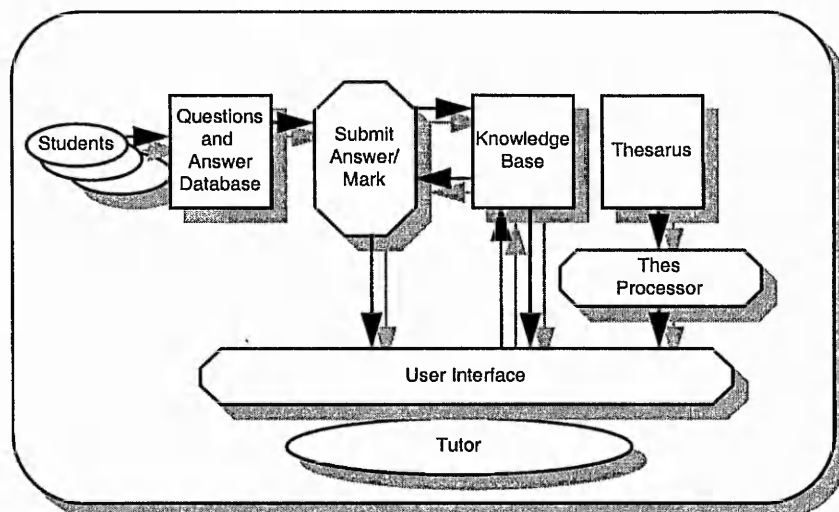 Students
Questions
and
Answer
Database
Submit
Answer/
Mark
Knowledge
Base
Thesarus
Thes
Processor
User Interface
Tutor